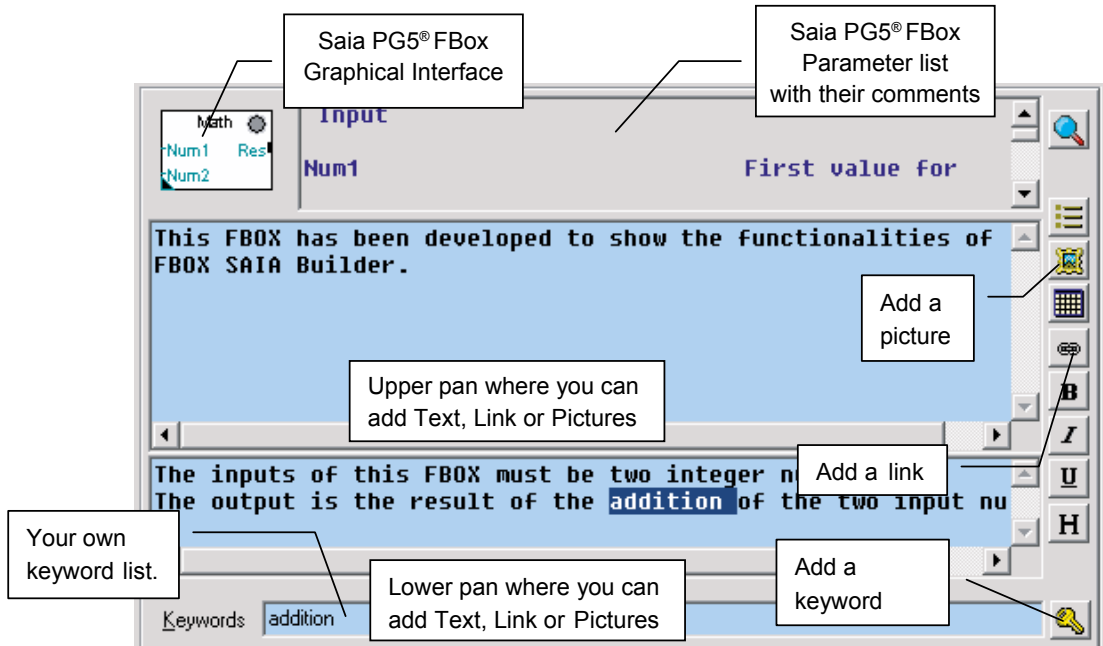 Saia PG5® FBox
Graphical Interface
Saia PG5® FBox
Parameter list
with their comments
Math
Num1 Res
Num2
Input
Num1 First value for
This FBOX has been developed to show the functionalities of
FBOX SAIA Builder.
Add a
picture
Upper pan where you can
add Text, Link or Pictures
B
I
U
H
The inputs of this FBOX must be two integer
Add a link
The output is the result of the addition of the two input nu
Your own
keyword list.
Lower pan where you can
add Text, Link or Pictures
Add a
keyword
Keywords addition